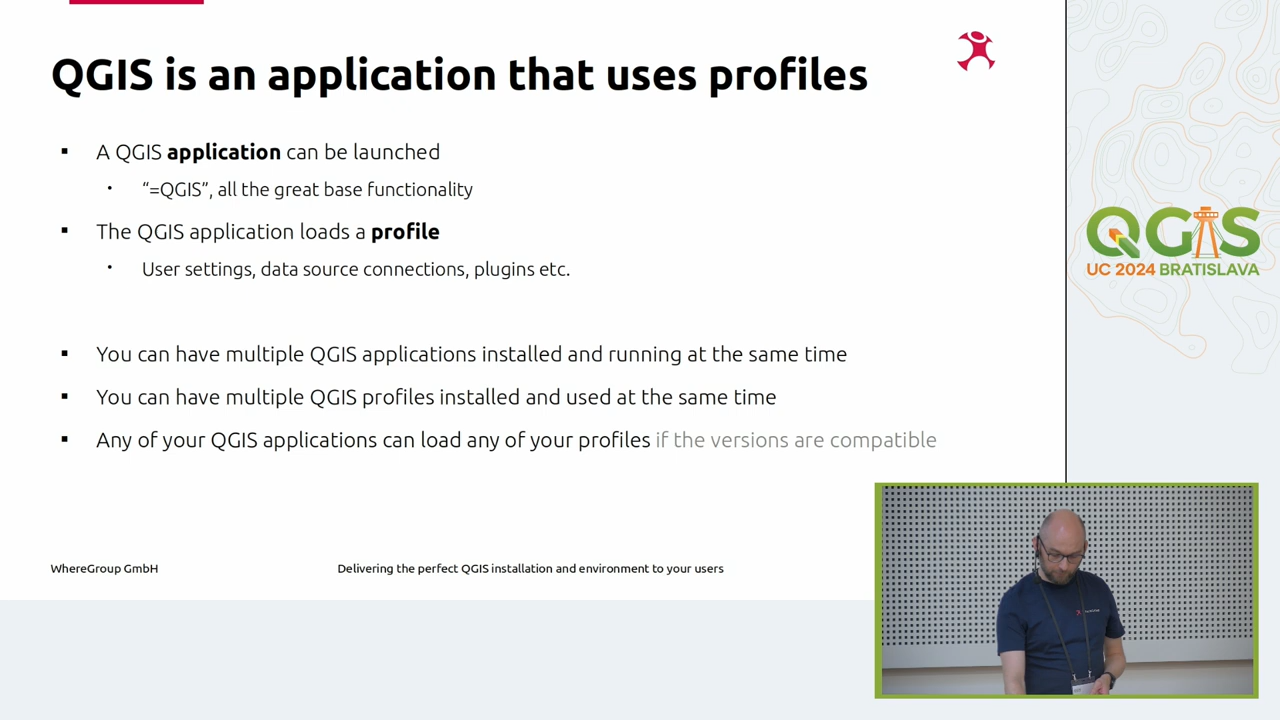 QGIS is an application that uses profiles
▪ A QGIS application can be launched
• “=QGIS”, all the great base functionality
▪ The QGIS application loads a profile
• User settings, data source connections, plugins etc.
▪ You can have multiple QGIS applications installed and running at the same time
▪ You can have multiple QGIS profiles installed and used at the same time
▪ Any of your QGIS applications can load any of your profiles if the versions are compatible
WhereGroup GmbH
Delivering the perfect QGIS installation and environment to your users
QGIS
UC 2024 BRATISLAVA